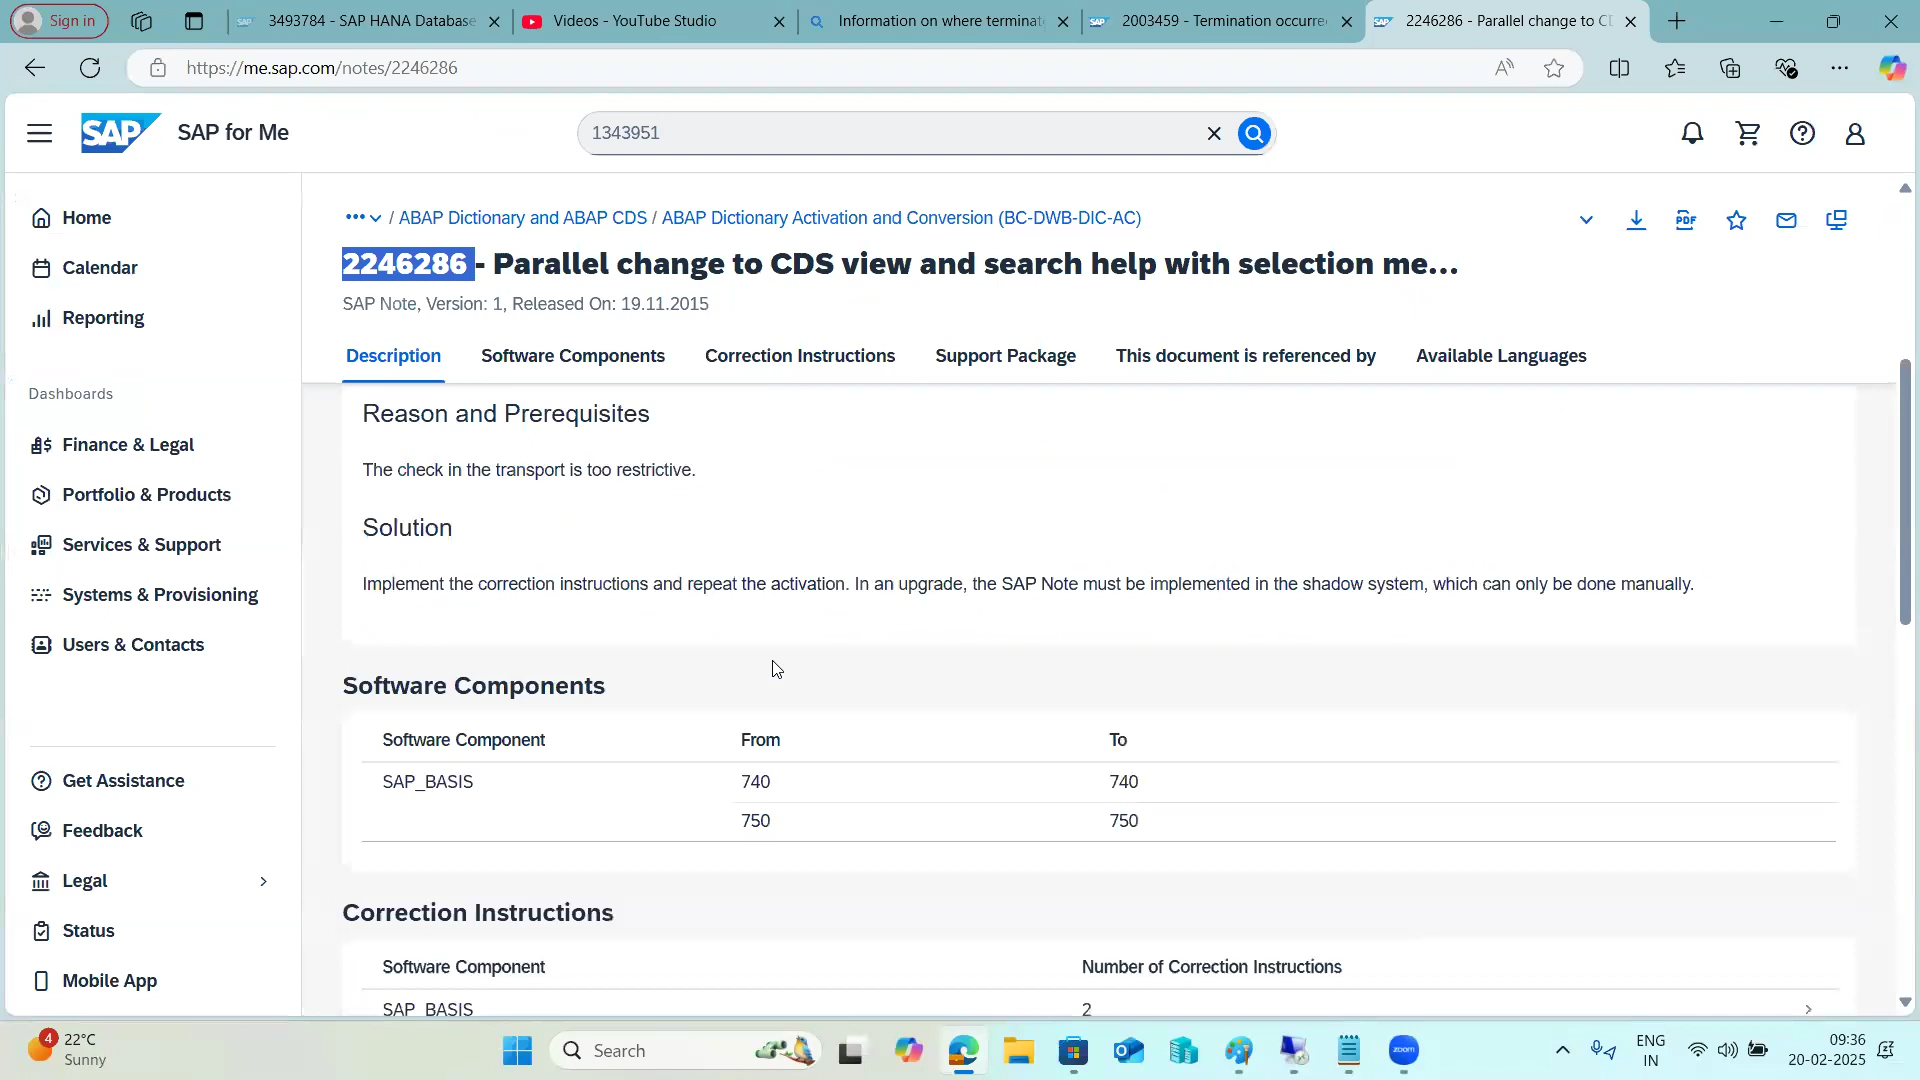 Sign in
3493784 - SAP HANA Database
Videos - YouTube Studio
Information on where terminat
2003459 - Termination occurre
2246286 - Parallel change to CD
https://me.sap.com/notes/2246286
SAP
SAP for Me
1343951
Home
Calendar
Reporting
Dashboards
Finance & Legal
Portfolio & Products
Services & Support
Systems & Provisioning
Users & Contacts
Get Assistance
Feedback
Legal
Status
Mobile App
••• / ABAP Dictionary and ABAP CDS / ABAP Dictionary Activation and Conversion (BC-DWB-DIC-AC)
PDF
2246286 - Parallel change to CDS view and search help with selection me...
SAP Note, Version: 1, Released On: 19.11.2015
Description Software Components Correction Instructions Support Package This document is referenced by Available Languages
Reason and Prerequisites
The check in the transport is too restrictive.
Solution
Implement the correction instructions and repeat the activation. In an upgrade, the SAP Note must be implemented in the shadow system, which can only be done manually.
Software Components
Software Component From To
SAP_BASIS 740 740
750 750
Correction Instructions
Software Component Number of Correction Instructions
SAP_BASIS 2
4
22°C
Sunny
Search
zoom
ENG
IN
09:36
20-02-2025